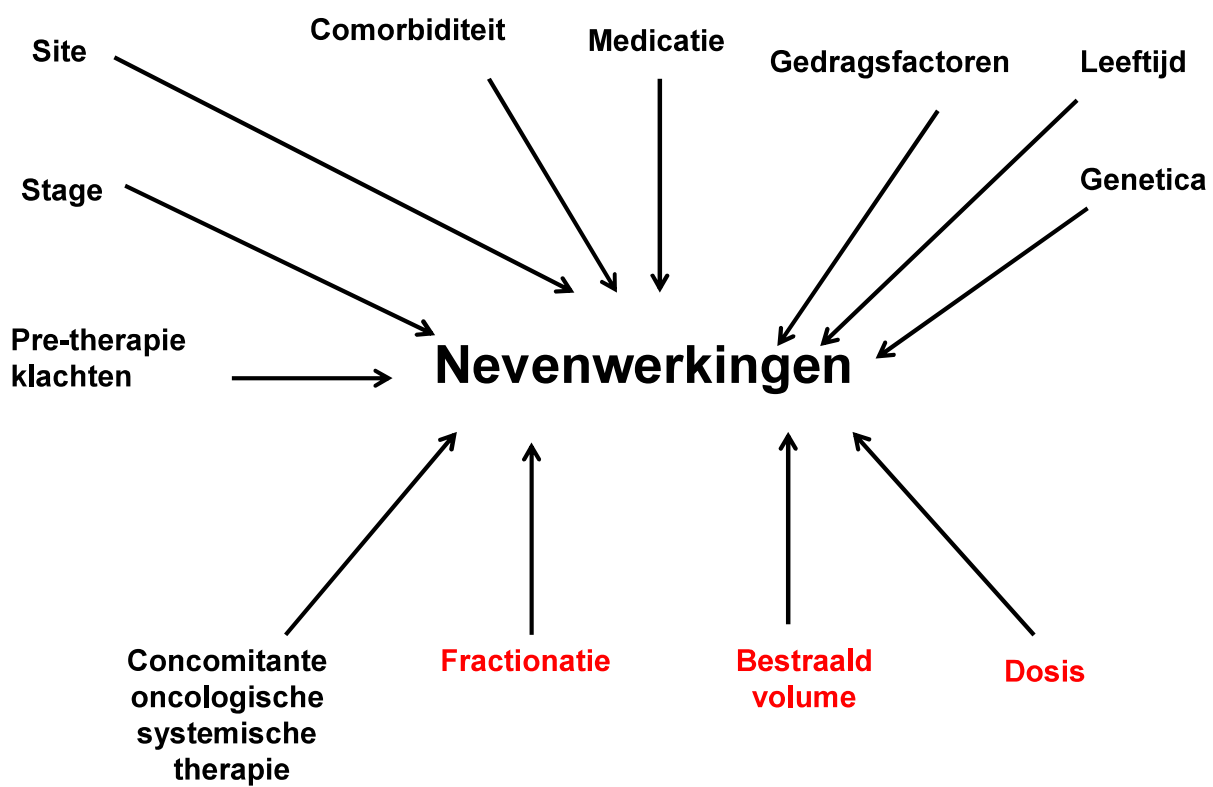 Comorbiditeit
Medicatie
Site
Gedragsfactoren
Leeftijd
Stage
Genetica
Pre-therapie
klachten
Nevenwerkingen
Concomitante
oncologische
systemische
therapie
Fractionatie
Bestraald
volume
Dosis